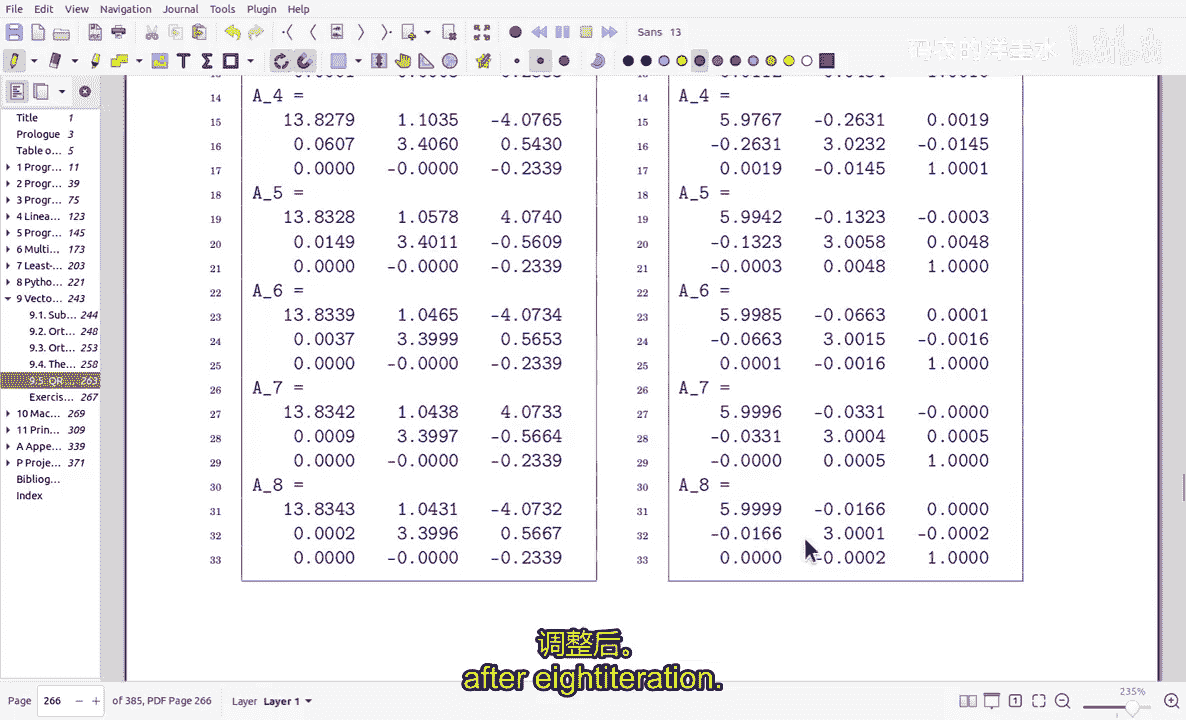 File Edit View Navigation Journal Tools Plugin Help
Sans 13
Title 1
Prologue 3
Table o... 5
1 Progr... 11
2 Progr... 39
3 Progr... 75
4 Linea... 123
5 Progr... 145
6 Multi... 173
7 Least-... 203
8 Pytho... 221
9 Vecto... 243
9.1. Sub... 244
9.2. Ort... 248
9.3. Ort... 253
9.4. The... 258
9.5. QR... 263
Exercis... 267
10 Mac... 269
11 Prin... 309
A Appe... 339
P Proje... 371
Bibliog...
Index
14 A_4 =
15 13.8279 1.1035 -4.0765
16 0.0607 3.4060 0.5430
17 0.0000 -0.0000 -0.2339
18 A_5 =
19 13.8328 1.0578 4.0740
20 0.0149 3.4011 -0.5609
21 0.0000 -0.0000 -0.2339
22 A_6 =
23 13.8339 1.0465 -4.0734
24 0.0037 3.3999 0.5653
25 0.0000 -0.0000 -0.2339
26 A_7 =
27 13.8342 1.0438 4.0733
28 0.0009 3.3997 -0.5664
29 0.0000 -0.0000 -0.2339
30 A_8 =
31 13.8343 1.0431 -4.0732
32 0.0002 3.3996 0.5667
33 0.0000 -0.0000 -0.2339
14 A_4 =
15 5.9767 -0.2631 0.0019
16 -0.2631 3.0232 -0.0145
17 0.0019 -0.0145 1.0001
18 A_5 =
19 5.9942 -0.1323 -0.0003
20 -0.1323 3.0058 0.0048
21 -0.0003 0.0048 1.0000
22 A_6 =
23 5.9985 -0.0663 0.0001
24 -0.0663 3.0015 -0.0016
25 0.0001 -0.0016 1.0000
26 A_7 =
27 5.9996 -0.0331 -0.0000
28 -0.0331 3.0004 0.0005
29 -0.0000 0.0005 1.0000
30 A_8 =
31 5.9999 -0.0166 0.0000
32 -0.0166 3.0001 -0.0002
33 0.0000 -0.0002 1.0000
调整后。
after eightiteration.
Page 266 of 385, PDF Page 266 Layer Layer 1 235%